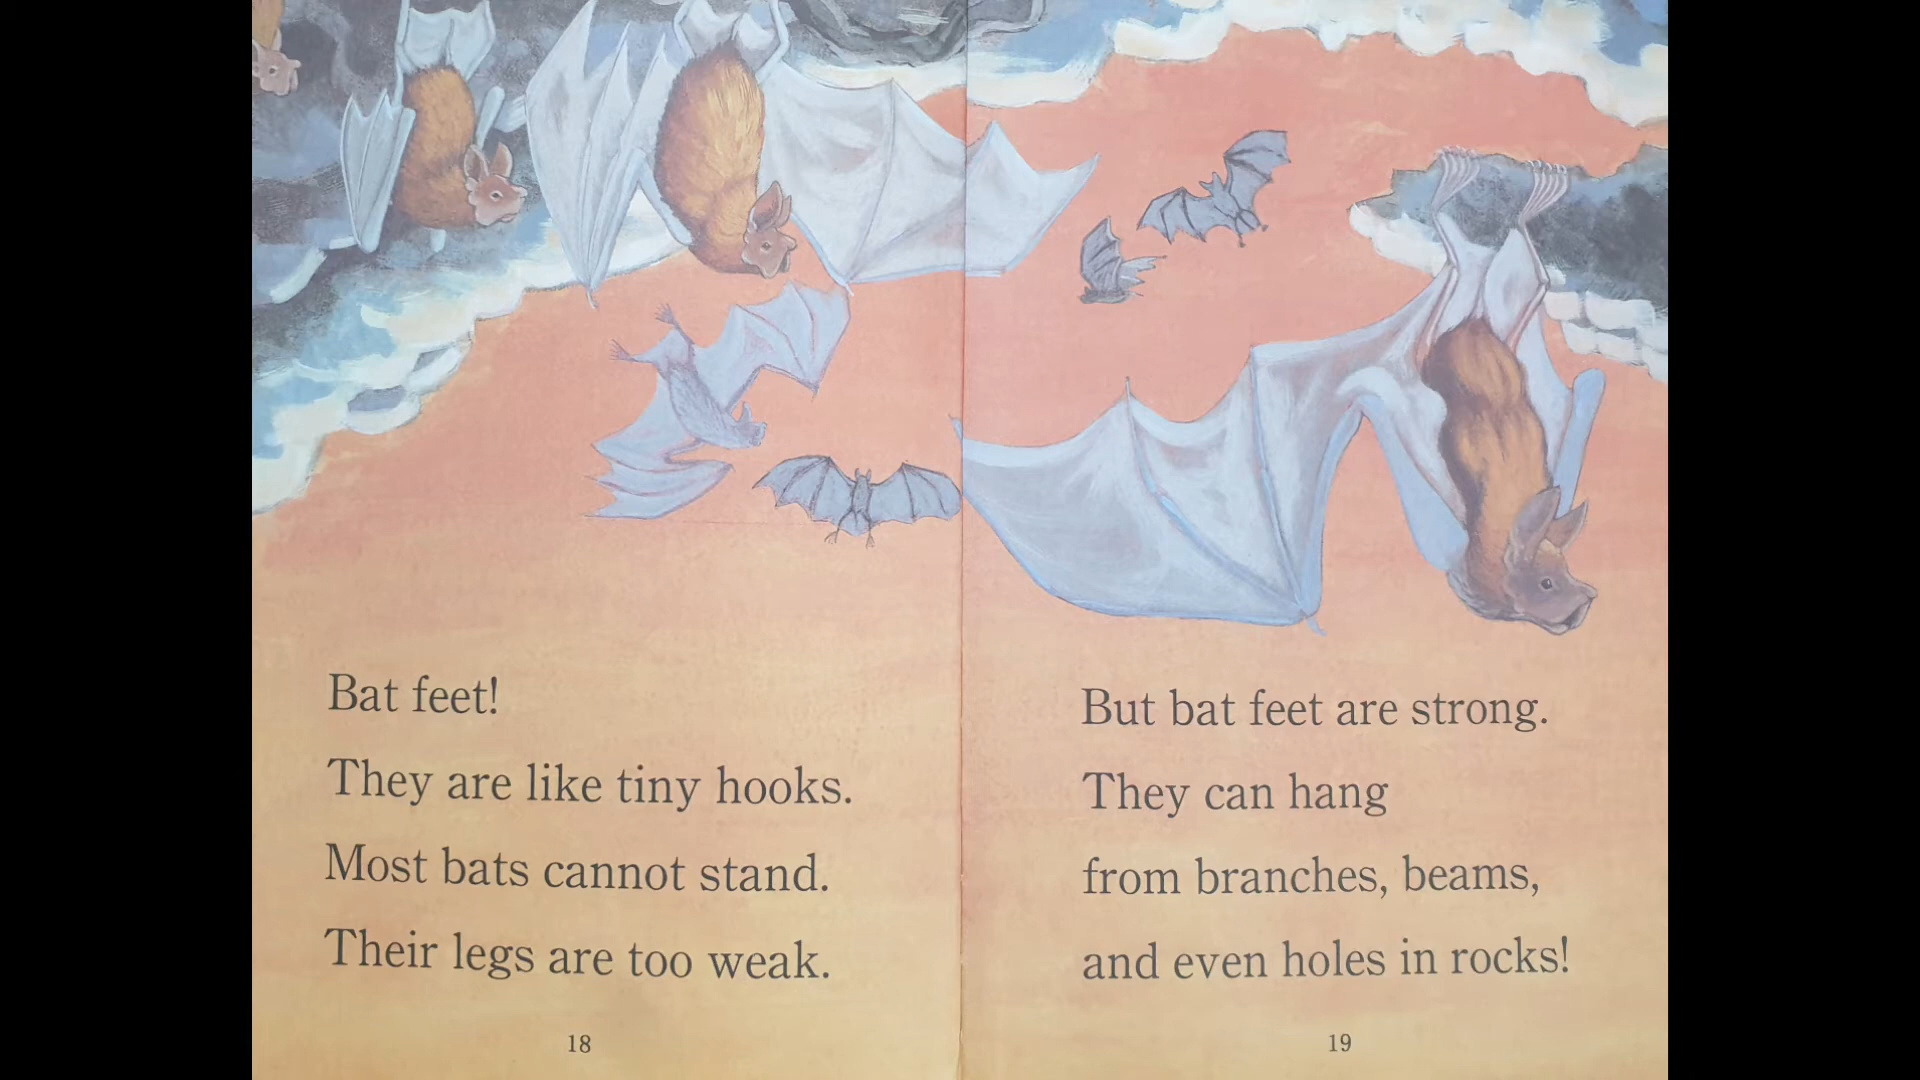 Bat feet!
They are like tiny hooks.
Most bats cannot stand.
Their legs are too weak.
18
But bat feet are strong.
They can hang
from branches, beams,
and even holes in rocks!
19